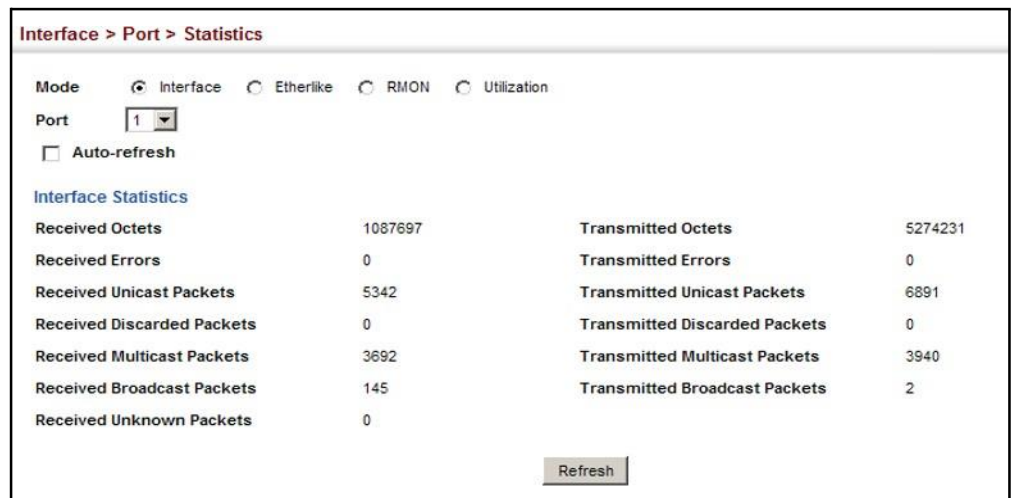 Interface > Port > Statistics
Mode Interface Etherlike RMON Utilization
Port 1
Auto-refresh
Interface Statistics
Received Octets 1087697 Transmitted Octets 5274231
Received Errors 0 Transmitted Errors 0
Received Unicast Packets 5342 Transmitted Unicast Packets 6891
Received Discarded Packets 0 Transmitted Discarded Packets 0
Received Multicast Packets 3692 Transmitted Multicast Packets 3940
Received Broadcast Packets 145 Transmitted Broadcast Packets 2
Received Unknown Packets 0
Refresh